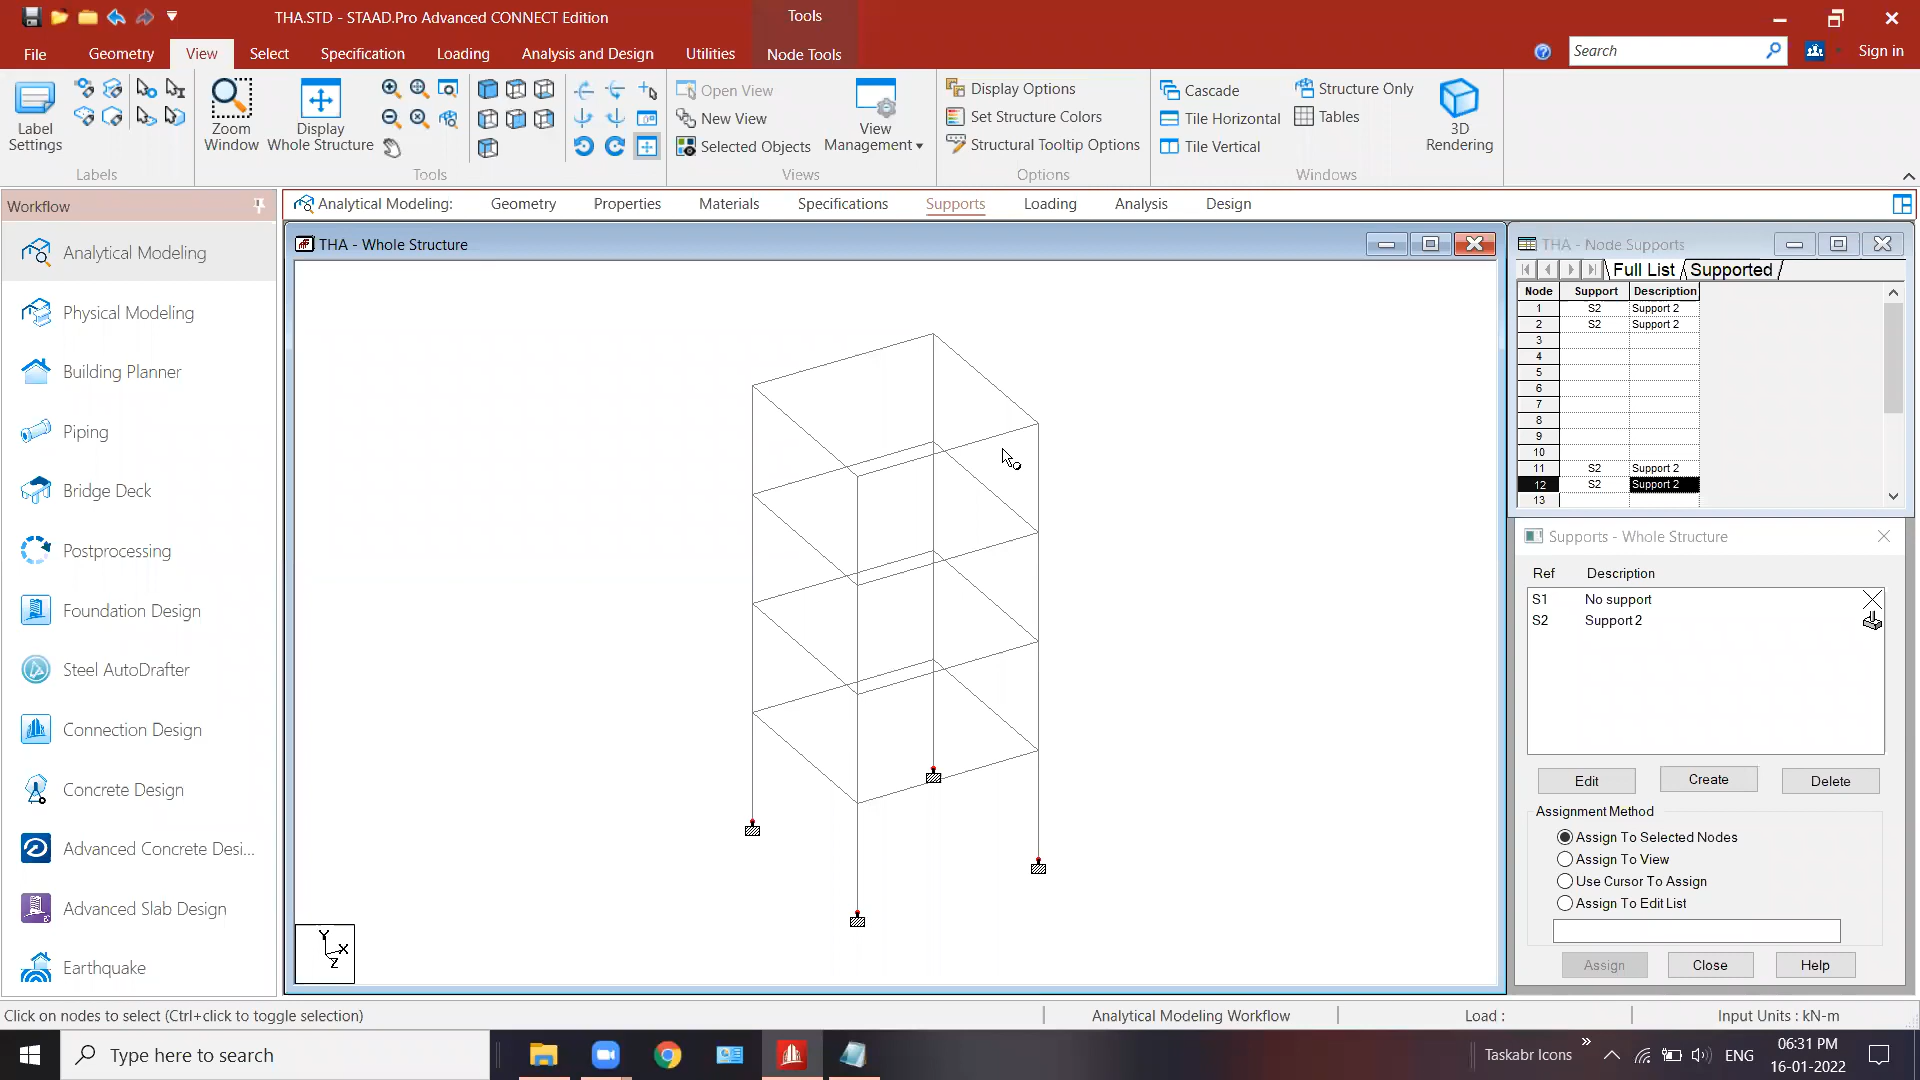 THA.STD - STAAD.Pro Advanced CONNECT Edition
Tools
File
Geometry
View
Select
Specification
Loading
Analysis and Design
Utilities
Node Tools
Search
Sign in
Label
Settings
Labels
Zoom
Window
Display
Whole Structure
Tools
Open View
New View
Selected Objects
View
Management
Views
Display Options
Set Structure Colors
Structural Tooltip Options
Options
Cascade
Tile Horizontal
Tile Vertical
Structure Only
Tables
Windows
3D
Rendering
Workflow
Analytical Modeling
Physical Modeling
Building Planner
Piping
Bridge Deck
Postprocessing
Foundation Design
Steel AutoDrafter
Connection Design
Concrete Design
Advanced Concrete Desi...
Advanced Slab Design
Earthquake
Analytical Modeling:
Geometry
Properties
Materials
Specifications
Supports
Loading
Analysis
Design
THA - Whole Structure
Y
X
Z
THA - Node Supports
Full List
Supported
Node Support Description
1 S2 Support 2
2 S2 Support 2
3
4
5
6
7
8
9
10
11 S2 Support 2
12 S2 Support 2
13
Supports - Whole Structure
Ref Description
S1 No support
S2 Support 2
Edit
Create
Delete
Assignment Method
Assign To Selected Nodes
Assign To View
Use Cursor To Assign
Assign To Edit List
Assign
Close
Help
Click on nodes to select (Ctrl+click to toggle selection)
Analytical Modeling Workflow
Load :
Input Units : kN-m
Type here to search
Taskabr Icons
ENG
06:31 PM
16-01-2022